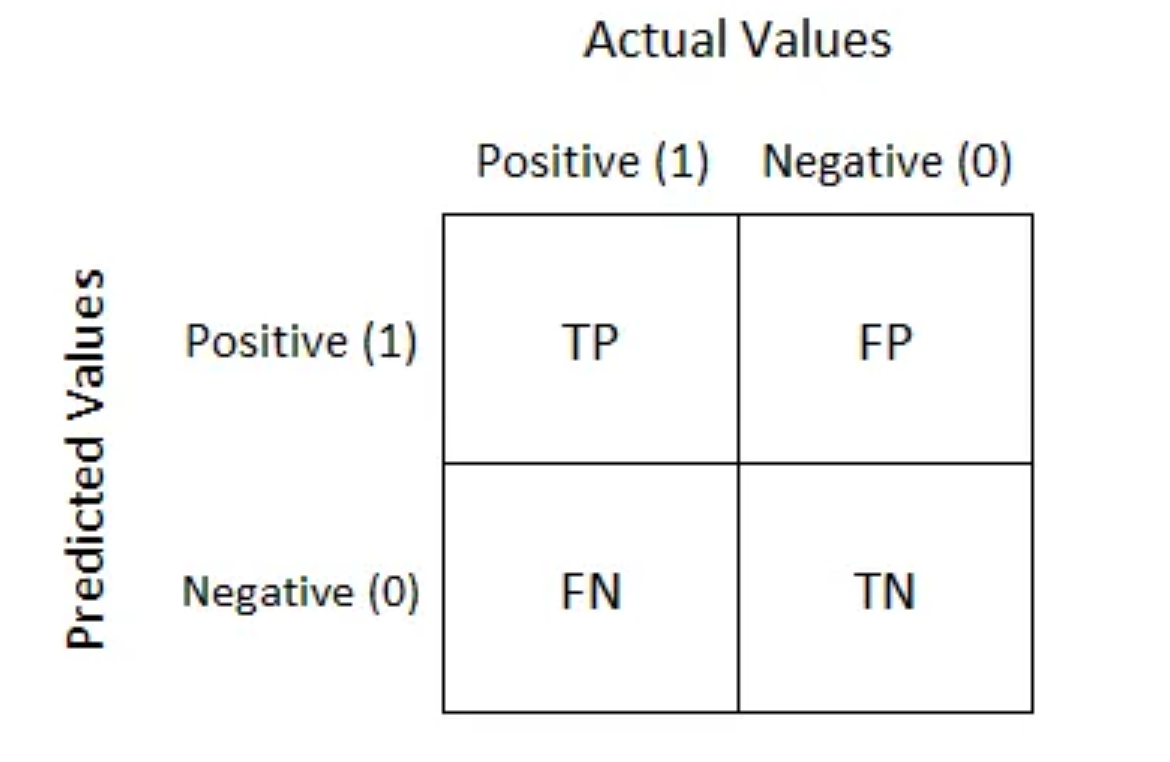 Actual Values
Positive (1) Negative (0)
Predicted Values
Positive (1) TP FP
Negative (0) FN TN